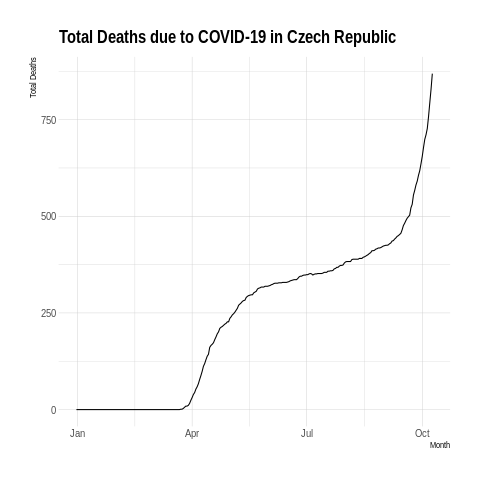 Total Deaths due to COVID-19 in Czech Republic
Total Deaths
750
500
250
0
Jan Apr Jul Oct
Month